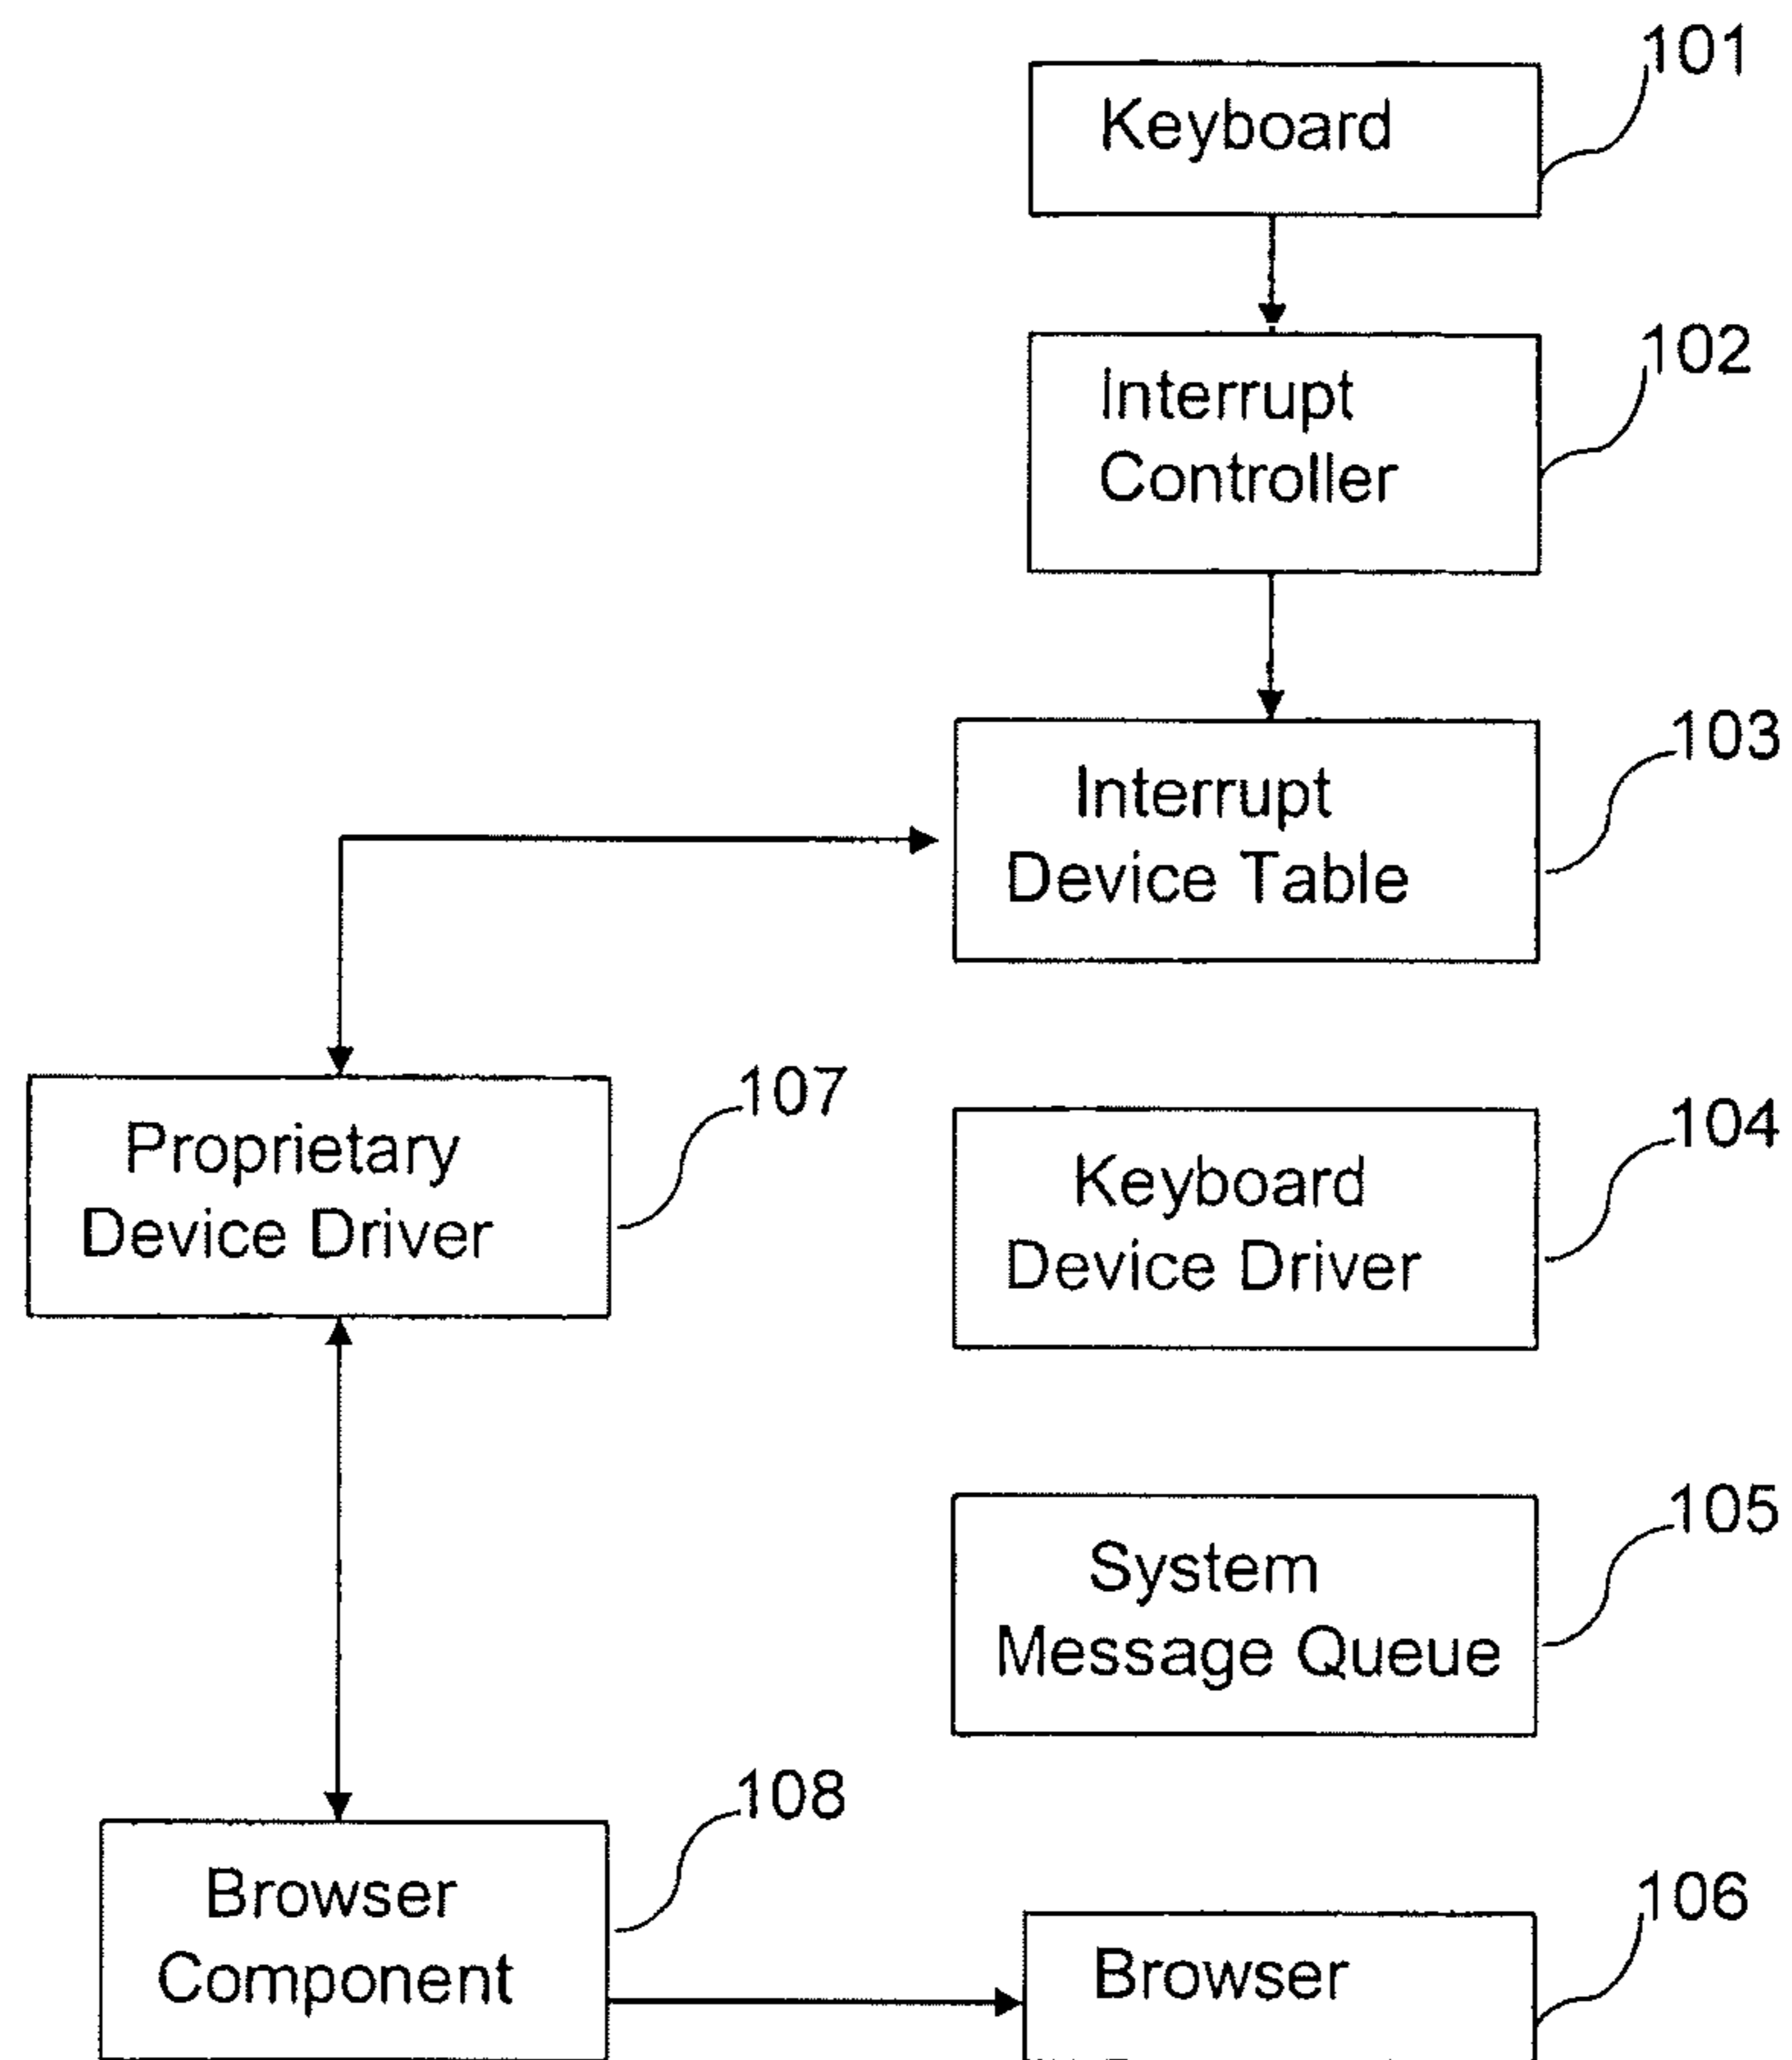 101
Keyboard
102
Interrupt
Controller
103
Interrupt
Device Table
107
Proprietary
Device Driver
104
Keyboard
Device Driver
105
System
Message Queue
108
Browser
Component
106
Browser